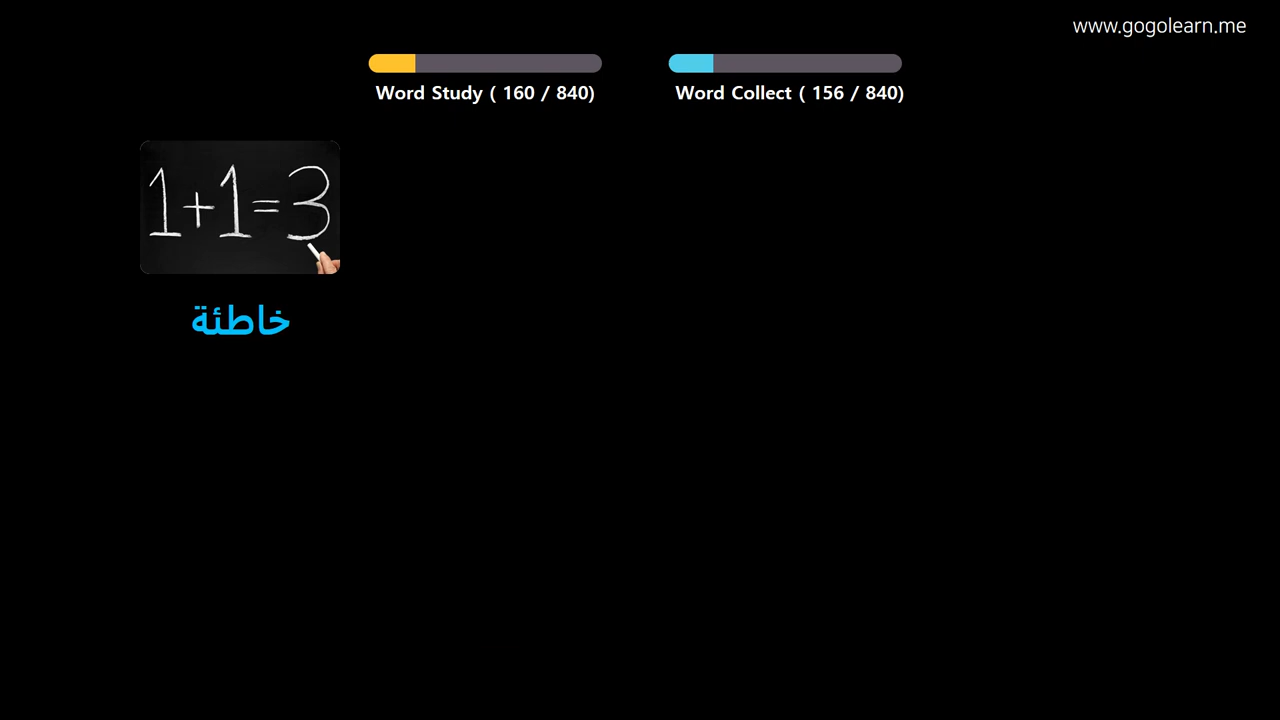 www.gogolearn.me
Word Study ( 160 / 840)
Word Collect ( 156 / 840)
1+1=3
خاطئة